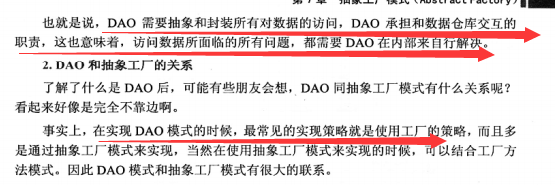 第 7 章 抽象工厂模式（Abstract Factory）
也就是说，DAO 需要抽象和封装所有对数据的访问，DAO 承担和数据仓库交互的
职责，这也意味着，访问数据所面临的所有问题，都需要 DAO 在内部来自行解决。
2. DAO 和抽象工厂的关系
了解了什么是 DAO 后，可能有些朋友会想，DAO 同抽象工厂模式有什么关系呢？
看起来好像是完全不靠边啊。
事实上，在实现 DAO 模式的时候，最常见的实现策略就是使用工厂的策略，而且多
是通过抽象工厂模式来实现，当然在使用抽象工厂模式来实现的时候，可以结合工厂方
法模式。因此 DAO 模式和抽象工厂模式有很大的联系。